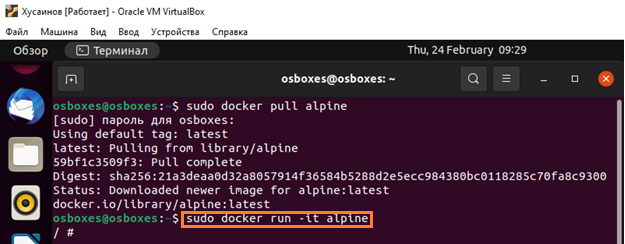 Хусаинов [Работает] - Oracle VM VirtualBox
Файл Машина Вид Ввод Устройства Справка
Обзор Терминал Thu, 24 February 09:29
osboxes@osboxes: ~
osboxes@osboxes:~$ sudo docker pull alpine
[sudo] пароль для osboxes:
Using default tag: latest
latest: Pulling from library/alpine
59bf1c3509f3: Pull complete
Digest: sha256:21a3deaa0d32a8057914f36584b5288d2e5ecc984380bc0118285c70fa8c9300
Status: Downloaded newer image for alpine:latest
docker.io/library/alpine:latest
osboxes@osboxes:~$ sudo docker run -it alpine
/ #